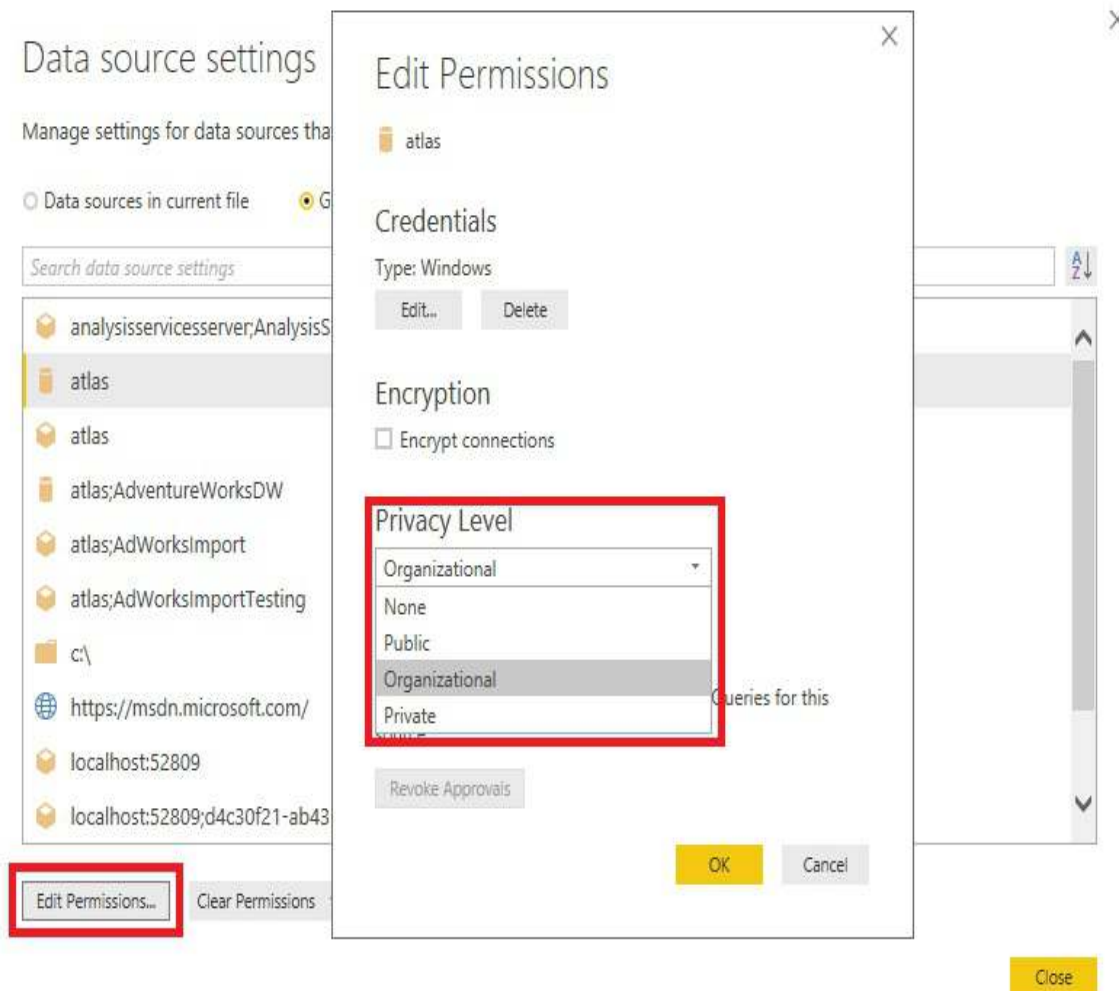 Data source settings
Manage settings for data sources tha
Data sources in current file
G
Search data source settings
AZ
analysisservicesserver;AnalysisS
atlas
atlas
atlas;AdventureWorksDW
atlas;AdWorksImport
atlas;AdWorksImportTesting
c:\
https://msdn.microsoft.com/
localhost:52809
localhost:52809;d4c30f21-ab43
Edit Permissions...
Clear Permissions
Edit Permissions
atlas
Credentials
Type: Windows
Edit...
Delete
Encryption
Encrypt connections
Privacy Level
Organizational
None
Public
Organizational
Private
Queries for this
source
Revoke Approvals
OK
Cancel
Close